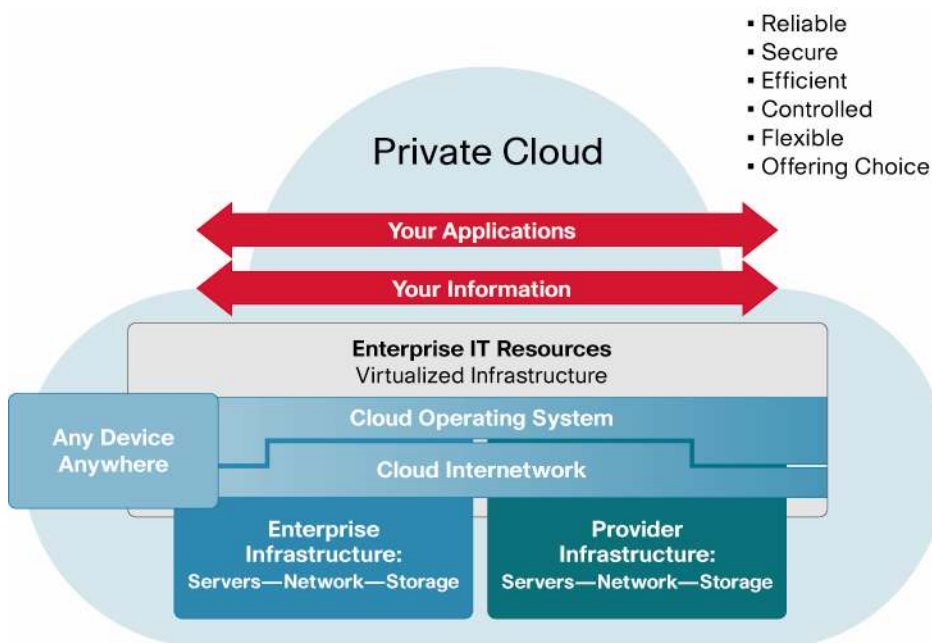 ▪ Reliable
▪ Secure
▪ Efficient
▪ Controlled
▪ Flexible
▪ Offering Choice
Private Cloud
Your Applications
Your Information
Enterprise IT Resources
Virtualized Infrastructure
Cloud Operating System
Any Device
Anywhere
Cloud Internetwork
Enterprise
Infrastructure:
Servers—Network—Storage
Provider
Infrastructure:
Servers—Network—Storage